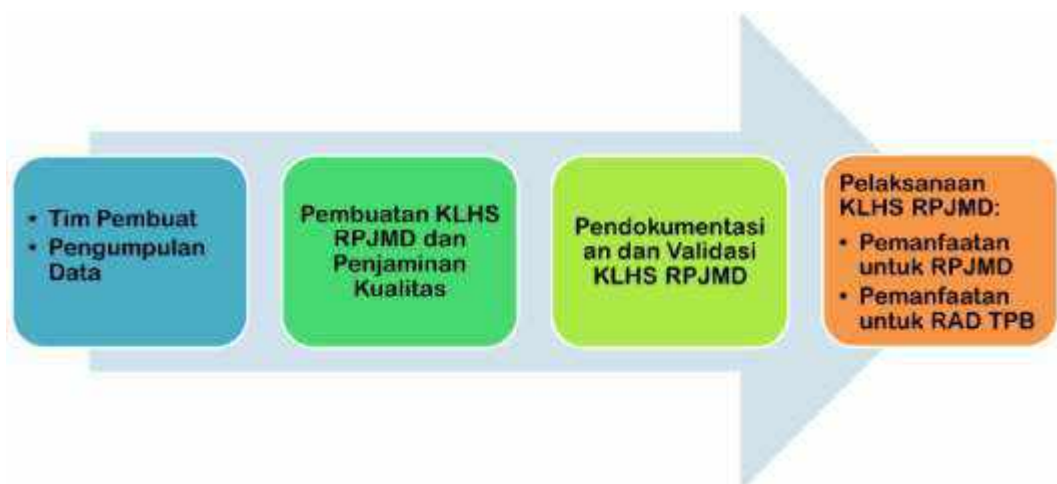 • Tim Pembuat
• Pengumpulan
Data
Pembuatan KLHS
RPJMD dan
Penjaminan
Kualitas
Pendokumentasi
an dan Validasi
KLHS RPJMD
Pelaksanaan
KLHS RPJMD:
• Pemanfaatan
untuk RPJMD
• Pemanfaatan
untuk RAD TPB